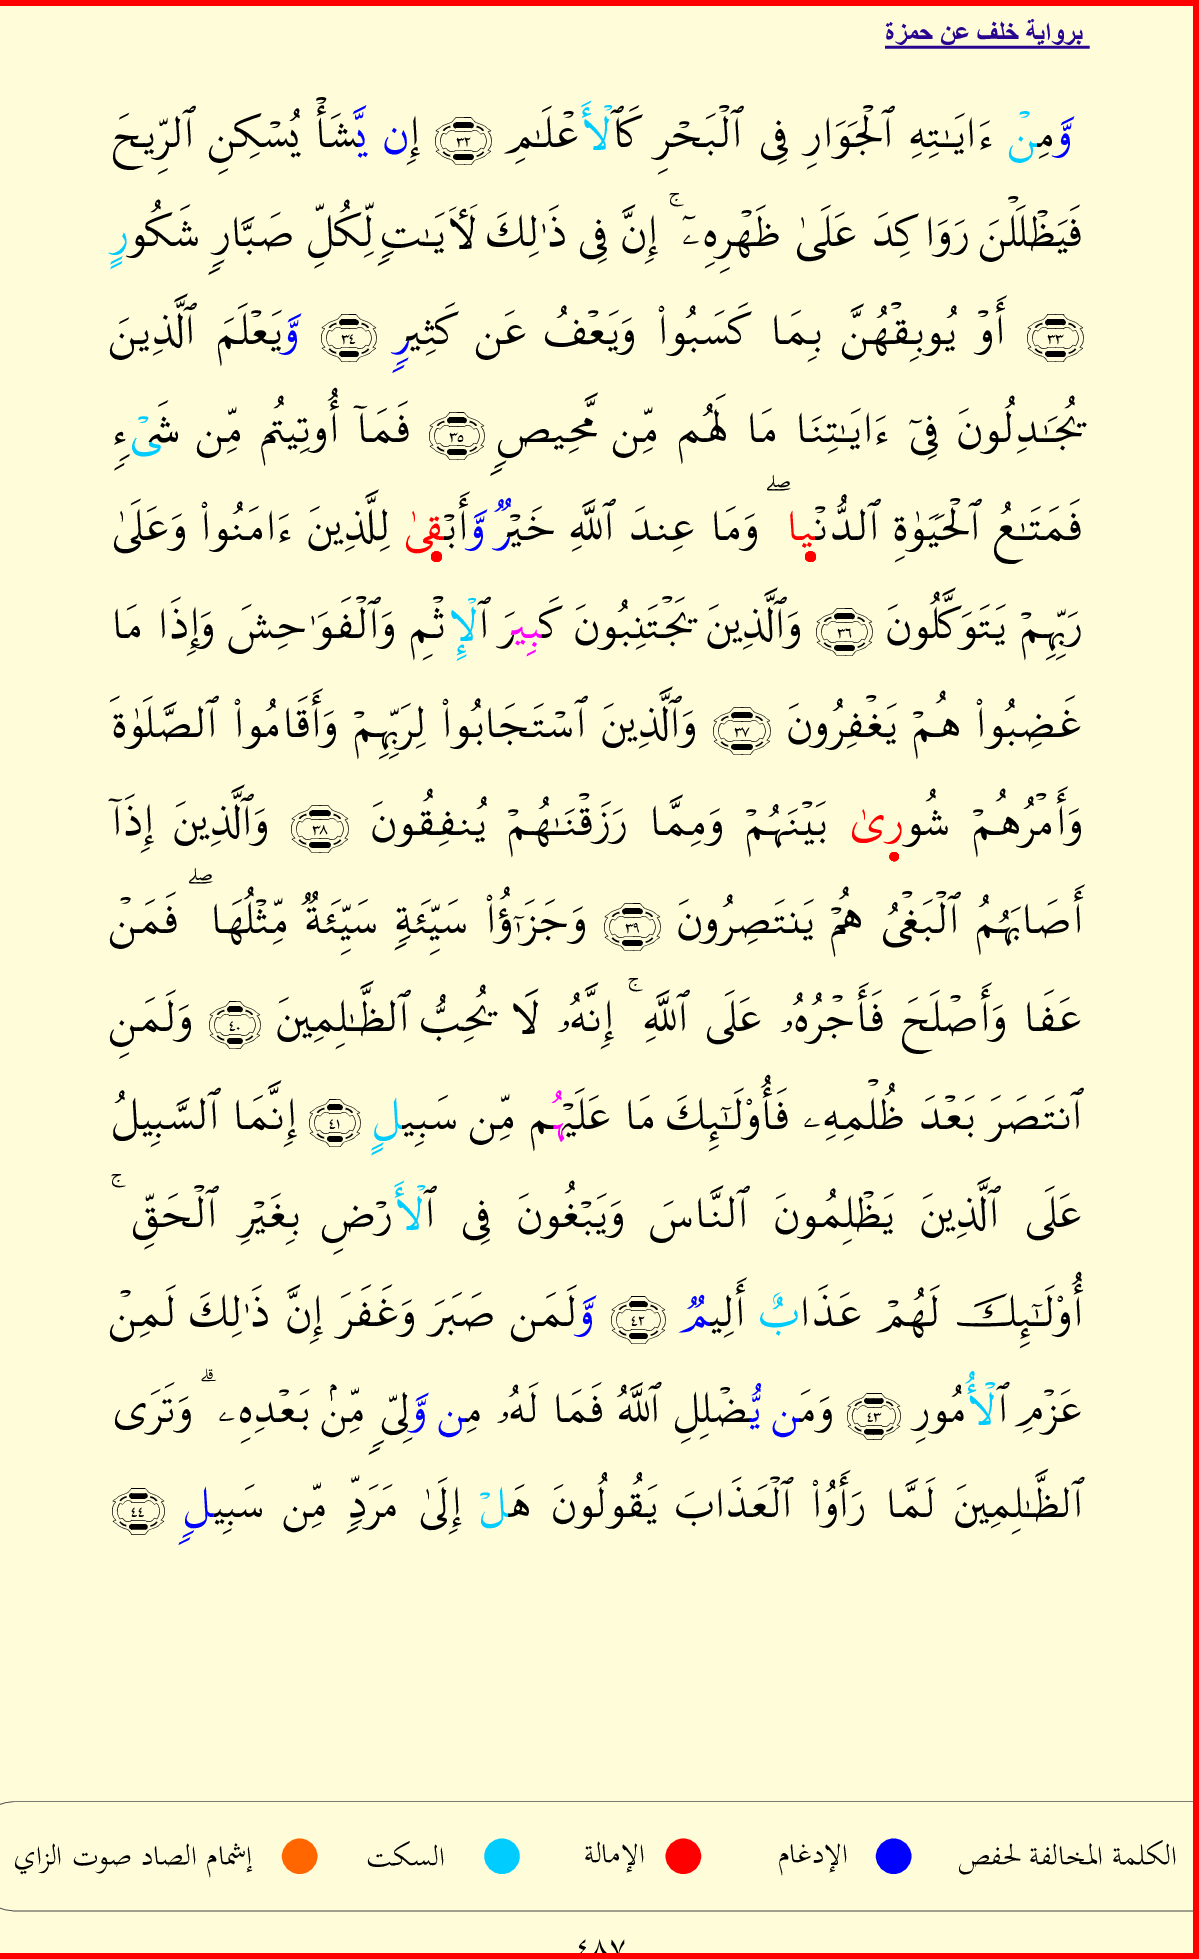 برواية خلف عن حمزة
وَّمِنْ ءَايَـٰتِهِ ٱلْجَوَارِ فِى ٱلْبَحْرِ كَٱلْأَعْلَـٰمِ ٣٢ إِن يَّشَأْ يُسْكِنِ ٱلرِّيحَ
فَيَظْلَلْنَ رَوَاكِدَ عَلَىٰ ظَهْرِهِۦٓ ۚ إِنَّ فِى ذَٰلِكَ لَأَيَـٰتٍ لِّكُلِّ صَبَّارٍ شَكُورٍ
٣٣ أَوْ يُوبِقْهُنَّ بِمَا كَسَبُوا۟ وَيَعْفُ عَن كَثِيرٍ ٣٤ وَّيَعْلَمَ ٱلَّذِينَ
يُجَـٰدِلُونَ فِىٓ ءَايَـٰتِنَا مَا لَهُم مِّن مَّحِيصٍ ٣٥ فَمَآ أُوتِيتُم مِّن شَىْءٍ
فَمَتَـٰعُ ٱلْحَيَوٰةِ ٱلدُّنْيا ۖ وَمَا عِندَ ٱللَّهِ خَيْرٌ وَّأَبْقىٰ لِلَّذِينَ ءَامَنُوا۟ وَعَلَىٰ
رَبِّهِمْ يَتَوَكَّلُونَ ٣٦ وَٱلَّذِينَ يَجْتَنِبُونَ كَبِيرَ ٱلْإِثْمِ وَٱلْفَوَٰحِشَ وَإِذَا مَا
غَضِبُوا۟ هُمْ يَغْفِرُونَ ٣٧ وَٱلَّذِينَ ٱسْتَجَابُوا۟ لِرَبِّهِمْ وَأَقَامُوا۟ ٱلصَّلَوٰةَ
وَأَمْرُهُمْ شُورِىٰ بَيْنَهُمْ وَمِمَّا رَزَقْنَـٰهُمْ يُنفِقُونَ ٣٨ وَٱلَّذِينَ إِذَآ
أَصَابَهُمُ ٱلْبَغْىُ هُمْ يَنتَصِرُونَ ٣٩ وَجَزَٰٓؤُا۟ سَيِّئَةٍ سَيِّئَةٌ مِّثْلُهَا ۖ فَمَنْ
عَفَا وَأَصْلَحَ فَأَجْرُهُۥ عَلَى ٱللَّهِ ۚ إِنَّهُۥ لَا يُحِبُّ ٱلظَّـٰلِمِينَ ٤٠ وَلَمَنِ
ٱنتَصَرَ بَعْدَ ظُلْمِهِۦ فَأُو۟لَـٰٓئِكَ مَا عَلَيْهُم مِّن سَبِيلٍ ٤١ إِنَّمَا ٱلسَّبِيلُ
عَلَى ٱلَّذِينَ يَظْلِمُونَ ٱلنَّاسَ وَيَبْغُونَ فِى ٱلْأَرْضِ بِغَيْرِ ٱلْحَقِّ ۚ
أُو۟لَـٰٓئِكَ لَهُمْ عَذَابٌ أَلِيمٌ ٤٢ وَّلَمَن صَبَرَ وَغَفَرَ إِنَّ ذَٰلِكَ لَمِنْ
عَزْمِ ٱلْأُمُورِ ٤٣ وَمَن يُّضْلِلِ ٱللَّهُ فَمَا لَهُۥ مِن وَّلِىٍّ مِّنۢ بَعْدِهِۦ ۗ وَتَرَى
ٱلظَّـٰلِمِينَ لَمَّا رَأَوُا۟ ٱلْعَذَابَ يَقُولُونَ هَلْ إِلَىٰ مَرَدٍّ مِّن سَبِيلٍ ٤٤
الكلمة المخالفة لحفص الإدغام الإمالة السكت إشمام الصاد صوت الزاي
٤٨٧